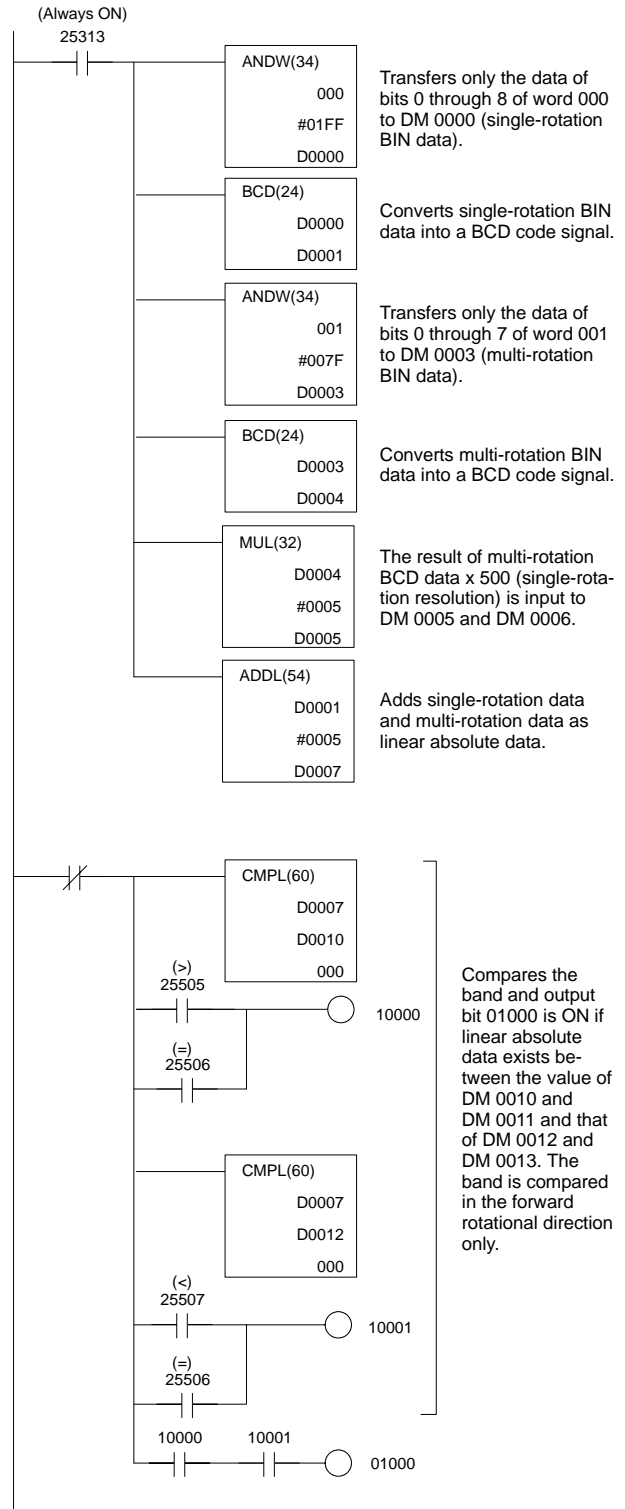 (Always ON)
25313
ANDW(34)
000
#01FF
D0000
Transfers only the data of
bits 0 through 8 of word 000
to DM 0000 (single-rotation
BIN data).
BCD(24)
D0000
D0001
Converts single-rotation BIN
data into a BCD code signal.
ANDW(34)
001
#007F
D0003
Transfers only the data of
bits 0 through 7 of word 001
to DM 0003 (multi-rotation
BIN data).
BCD(24)
D0003
D0004
Converts multi-rotation BIN
data into a BCD code signal.
MUL(32)
D0004
#0005
D0005
The result of multi-rotation
BCD data x 500 (single-rota-
tion resolution) is input to
DM 0005 and DM 0006.
ADDL(54)
D0001
#0005
D0007
Adds single-rotation data
and multi-rotation data as
linear absolute data.
CMPL(60)
D0007
D0010
000
(>)
25505
10000
(=)
25506
CMPL(60)
D0007
D0012
000
(<)
25507
10001
(=)
25506
10000 10001
01000
Compares the
band and output
bit 01000 is ON if
linear absolute
data exists be-
tween the value of
DM 0010 and
DM 0011 and that
of DM 0012 and
DM 0013. The
band is compared
in the forward
rotational direction
only.